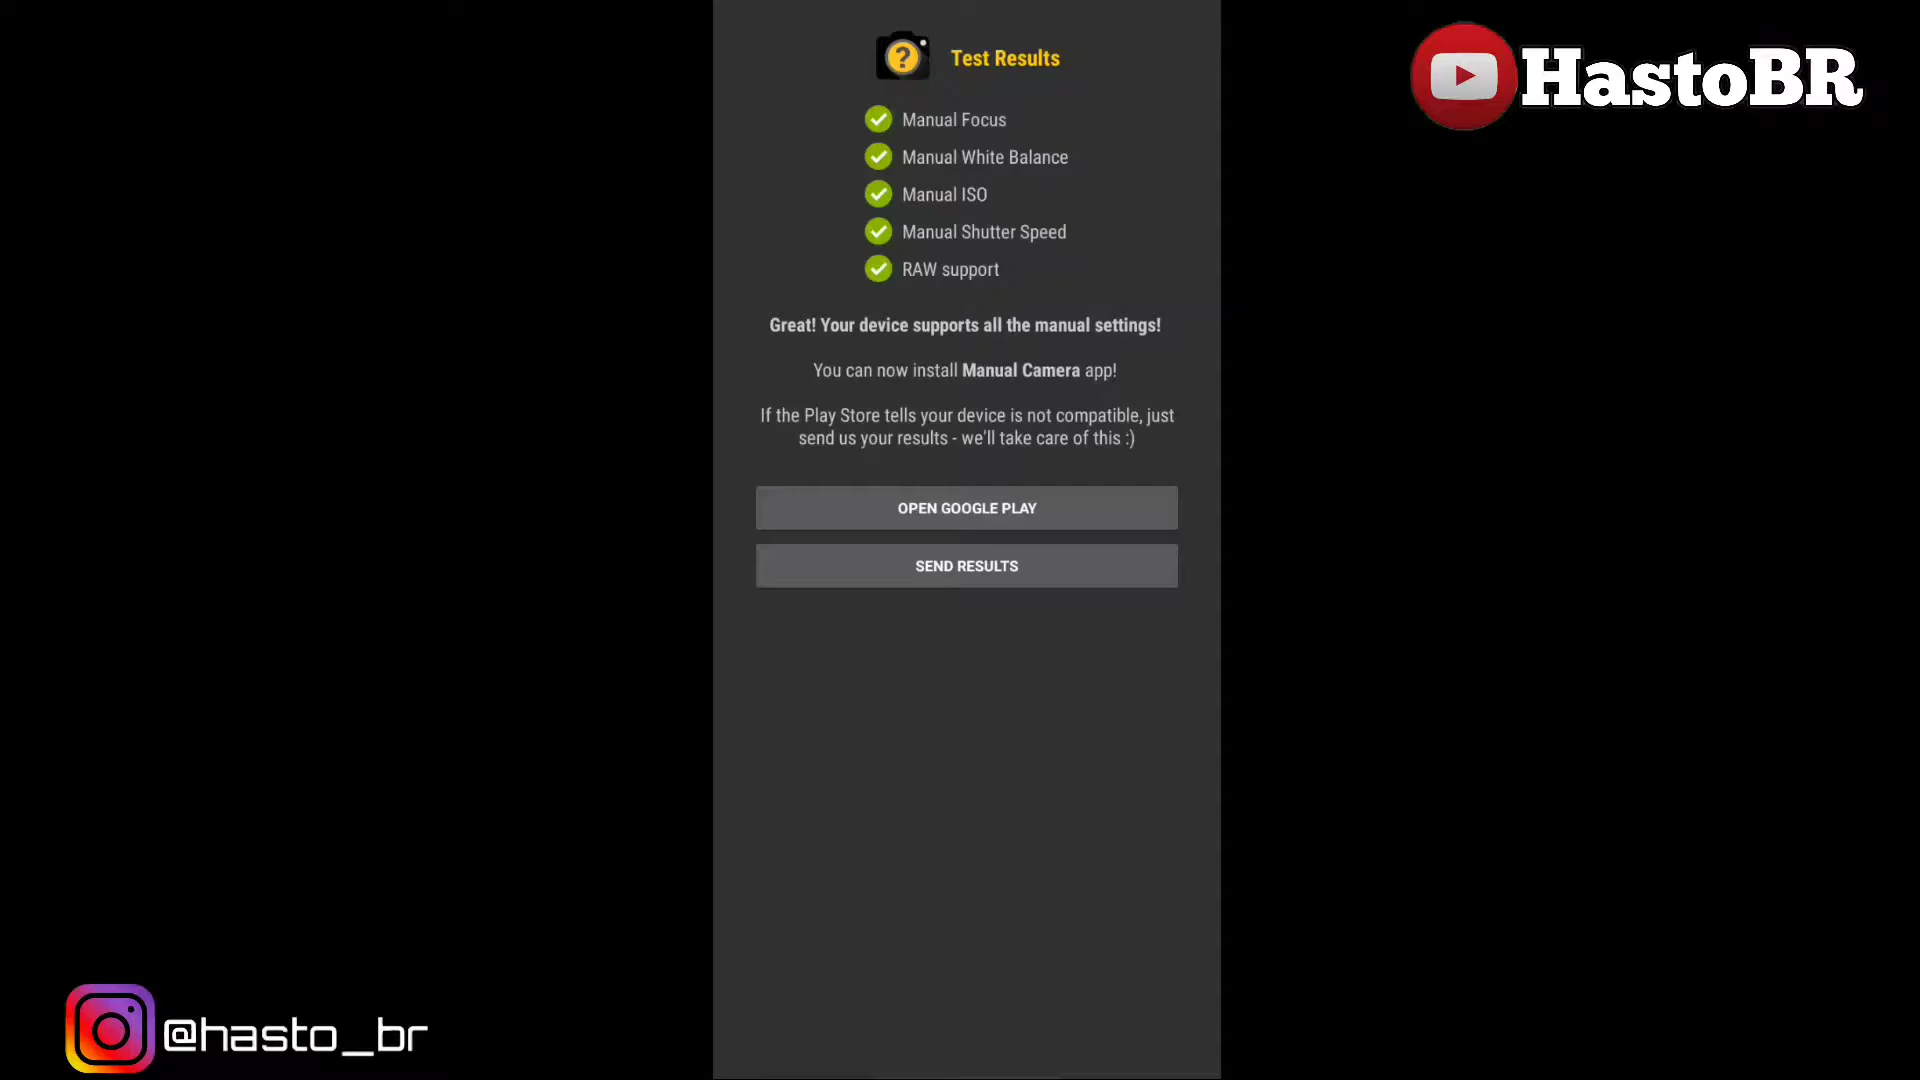 Test Results
HastoBR
Manual Focus
Manual White Balance
Manual ISO
Manual Shutter Speed
RAW support
Great! Your device supports all the manual settings!
You can now install Manual Camera app!
If the Play Store tells your device is not compatible, just
send us your results - we'll take care of this :)
OPEN GOOGLE PLAY
SEND RESULTS
@hasto_br